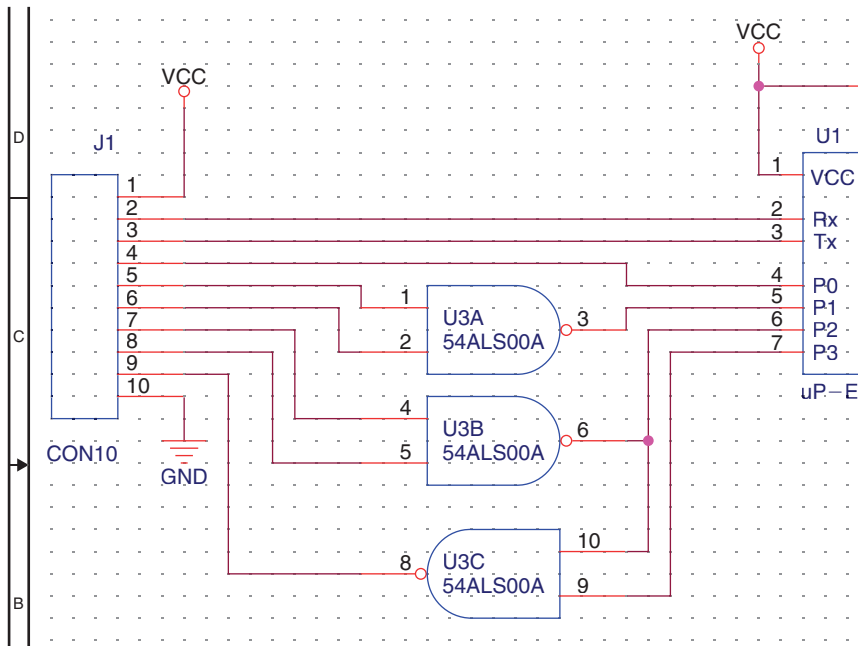 VCC
VCC
D
J1
U1
1
1
VCC
2
2
Rx
3
3
Tx
4
4
P0
5
5
P1
6
6
P2
7
7
P3
8
9
10
C
1
U3A
3
2
54ALS00A
uP-E
4
U3B
6
5
54ALS00A
CON10
GND
10
8
U3C
54ALS00A
9
B